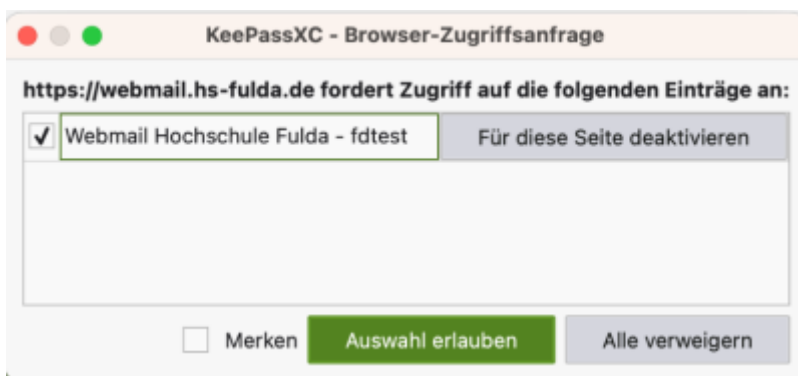 KeePassXC - Browser-Zugriffsanfrage
https://webmail.hs-fulda.de fordert Zugriff auf die folgenden Einträge an:
Webmail Hochschule Fulda - fdtest Für diese Seite deaktivieren
Merken Auswahl erlauben Alle verweigern